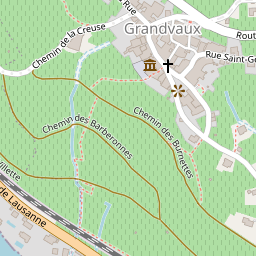 Grandvaux
Chemin de la Creuse
Rue
Rout
Rue Saint-Ge
Chemin des Burnettes
Chemin des Barberonnes
Villette
de Lausanne